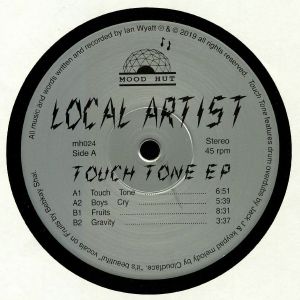 All music and words written and recorded by Ian Wyatt ℗ & © 2019 all rights reserved. Touch Tone features drum overdubs by Jack J & keypad melody by Cloudface. "it's beautiful" vocals on Fruits by Babaay Seal.
MOOD HUT
LOCAL ARTIST
mh024
Side A
Stereo
45 rpm
TOUCH TONE EP
A1 Touch Tone 6:51
A2 Boys Cry 5:39
B1 Fruits 8:31
B2 Gravity 3:37